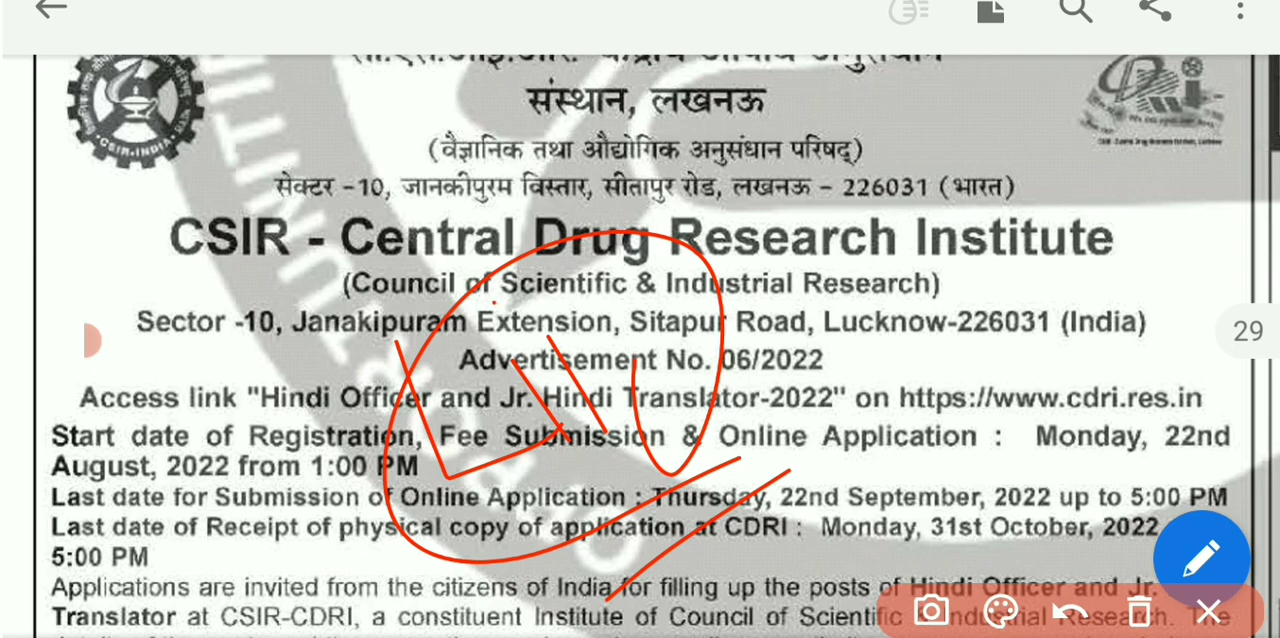 संस्थान, लखनऊ
(वैज्ञानिक तथा औद्योगिक अनुसंधान परिषद्)
सेक्टर -10, जानकीपुरम विस्तार, सीतापुर रोड, लखनऊ - 226031 (भारत)
CSIR - Central Drug Research Institute
(Council of Scientific & Industrial Research)
Sector -10, Janakipuram Extension, Sitapur Road, Lucknow-226031 (India)
29
Advertisement No. 06/2022
Access link "Hindi Officer and Jr. Hindi Translator-2022" on https://www.cdri.res.in
Start date of Registration, Fee Submission & Online Application : Monday, 22nd
August, 2022 from 1:00 PM
Last date for Submission of Online Application : Thursday, 22nd September, 2022 up to 5:00 PM
Last date of Receipt of physical copy of application at CDRI : Monday, 31st October, 2022
5:00 PM
Applications are invited from the citizens of India for filling up the posts of Hindi Officer and Jr.
Translator at CSIR-CDRI, a constituent Institute of Council of Scientific & Industrial Research. The
CSIR-INDIA